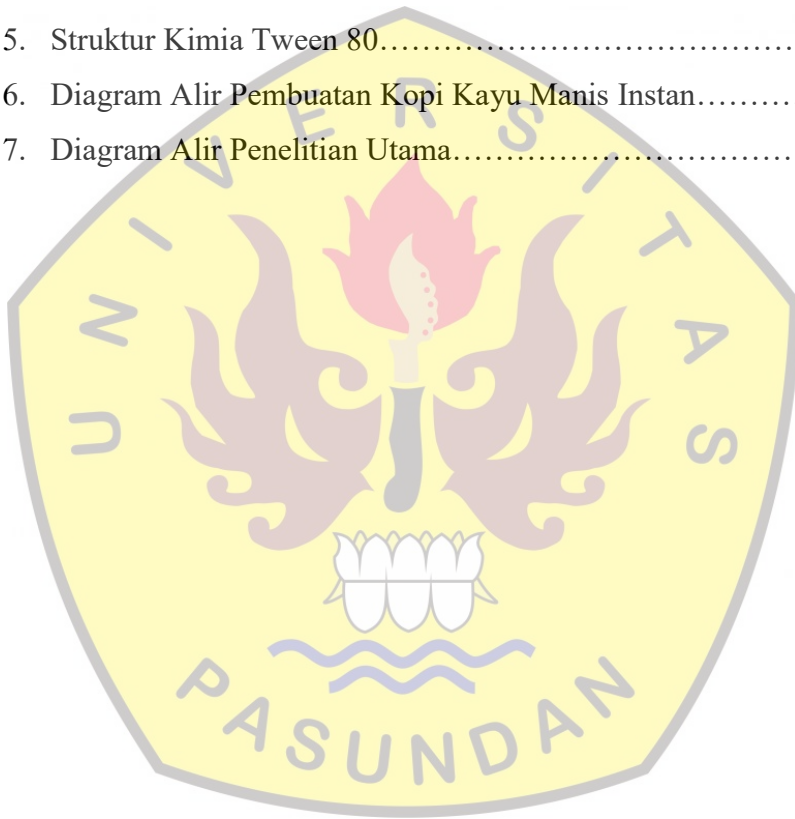 5. Struktur Kimia Tween 80……………………………………
6. Diagram Alir Pembuatan Kopi Kayu Manis Instan………
7. Diagram Alir Penelitian Utama……………………………
UNIVERSITAS
PASUNDAN